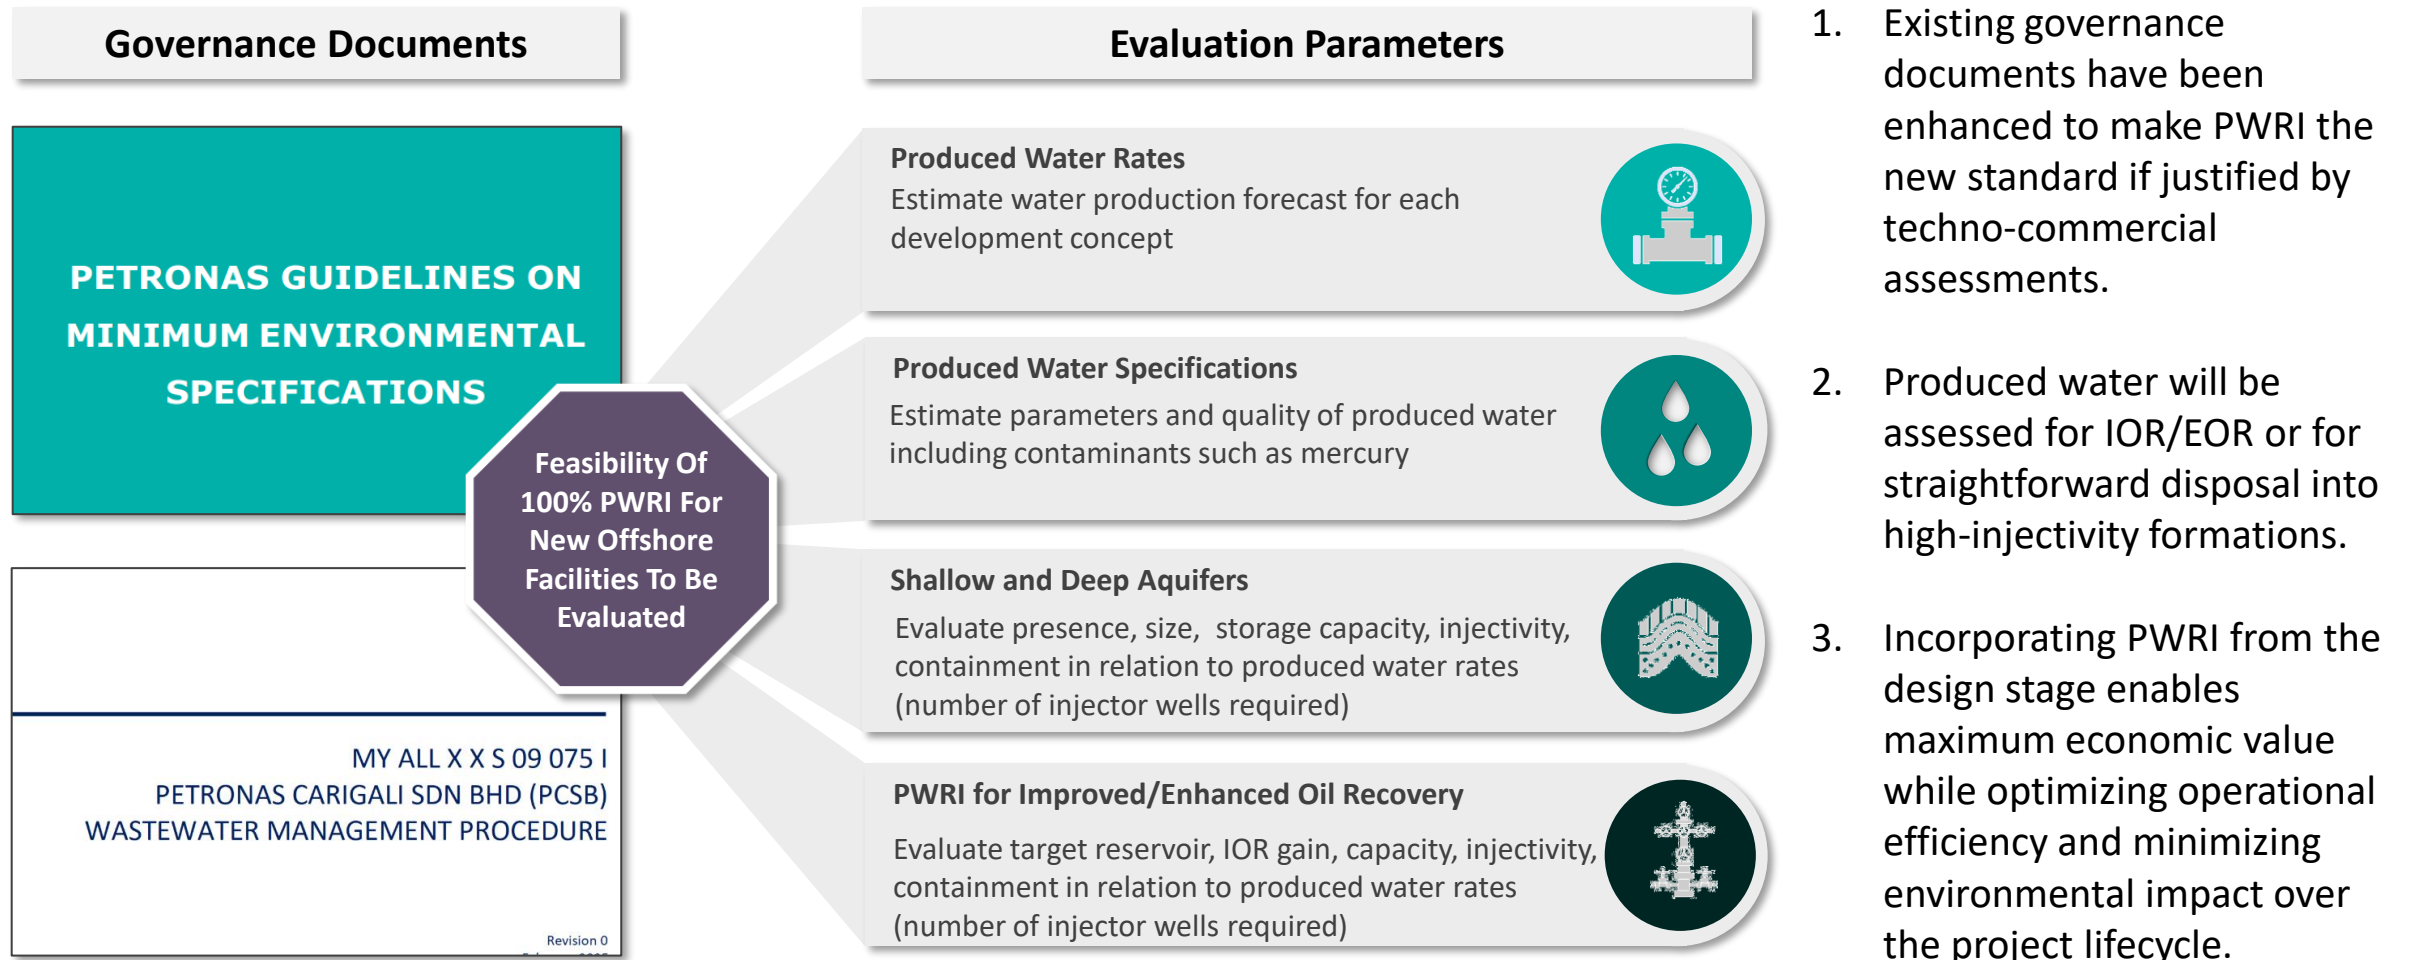 Governance Documents
PETRONAS GUIDELINES ON
MINIMUM ENVIRONMENTAL
SPECIFICATIONS
Feasibility Of
100% PWRI For
New Offshore
Facilities To Be
Evaluated
MY ALL X X S 09 075 I
PETRONAS CARIGALI SDN BHD (PCSB)
WASTEWATER MANAGEMENT PROCEDURE
Revision 0
Evaluation Parameters
Produced Water Rates
Estimate water production forecast for each
development concept
Produced Water Specifications
Estimate parameters and quality of produced water
including contaminants such as mercury
Shallow and Deep Aquifers
Evaluate presence, size, storage capacity, injectivity,
containment in relation to produced water rates
(number of injector wells required)
PWRI for Improved/Enhanced Oil Recovery
Evaluate target reservoir, IOR gain, capacity, injectivity,
containment in relation to produced water rates
(number of injector wells required)
1. Existing governance
documents have been
enhanced to make PWRI the
new standard if justified by
techno-commercial
assessments.
2. Produced water will be
assessed for IOR/EOR or for
straightforward disposal into
high-injectivity formations.
3. Incorporating PWRI from the
design stage enables
maximum economic value
while optimizing operational
efficiency and minimizing
environmental impact over
the project lifecycle.